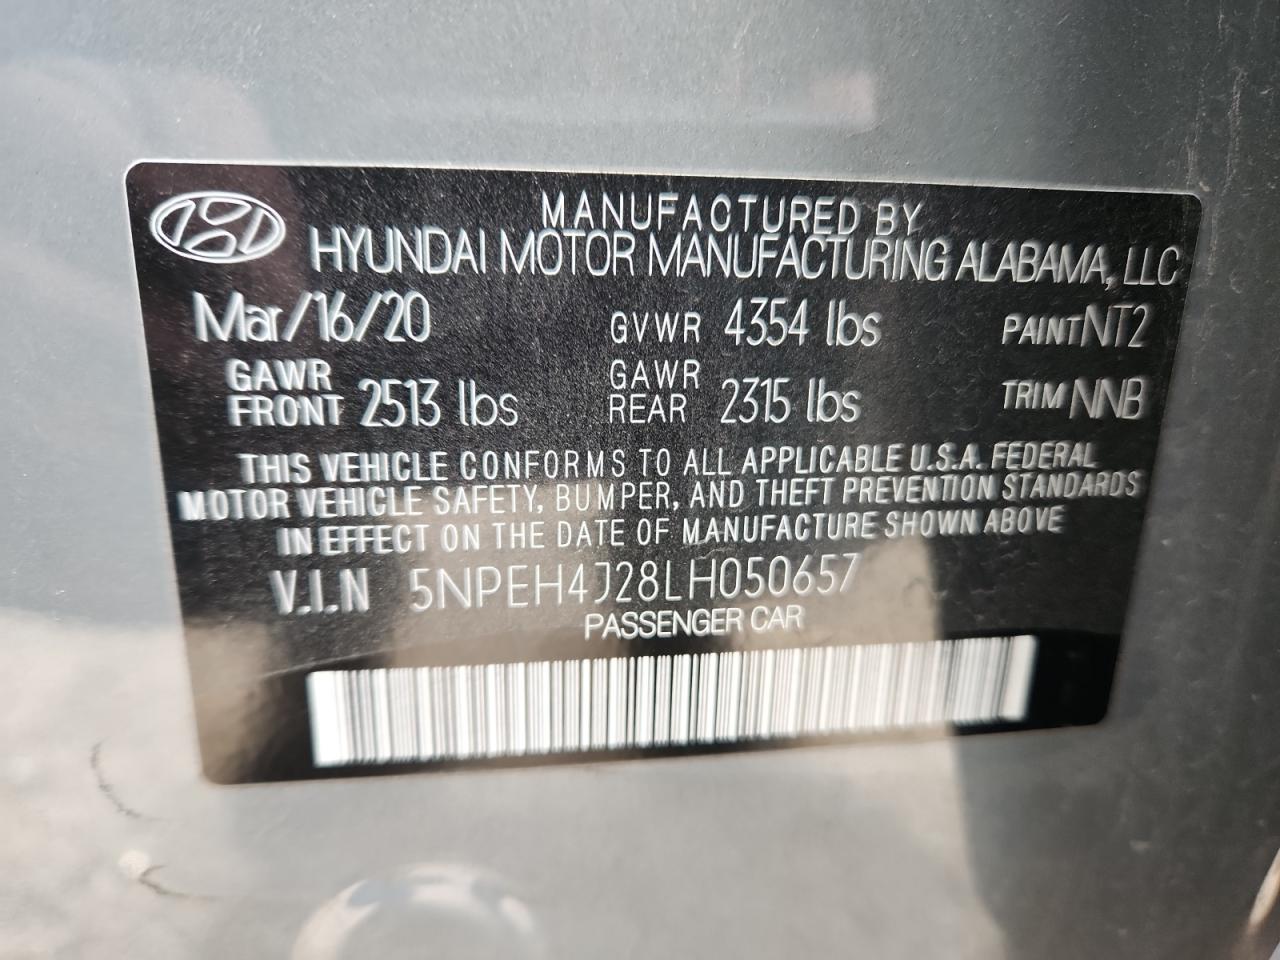 MANUFACTURED BY
HYUNDAI MOTOR MANUFACTURING ALABAMA, LLC
Mar/16/20 GVWR 4354 lbs PAINT NT2
GAWR FRONT 2513 lbs GAWR REAR 2315 lbs TRIM NNB
THIS VEHICLE CONFORMS TO ALL APPLICABLE U.S.A. FEDERAL
MOTOR VEHICLE SAFETY, BUMPER, AND THEFT PREVENTION STANDARDS
IN EFFECT ON THE DATE OF MANUFACTURE SHOWN ABOVE
V.I.N 5NPEH4J28LH050657
PASSENGER CAR